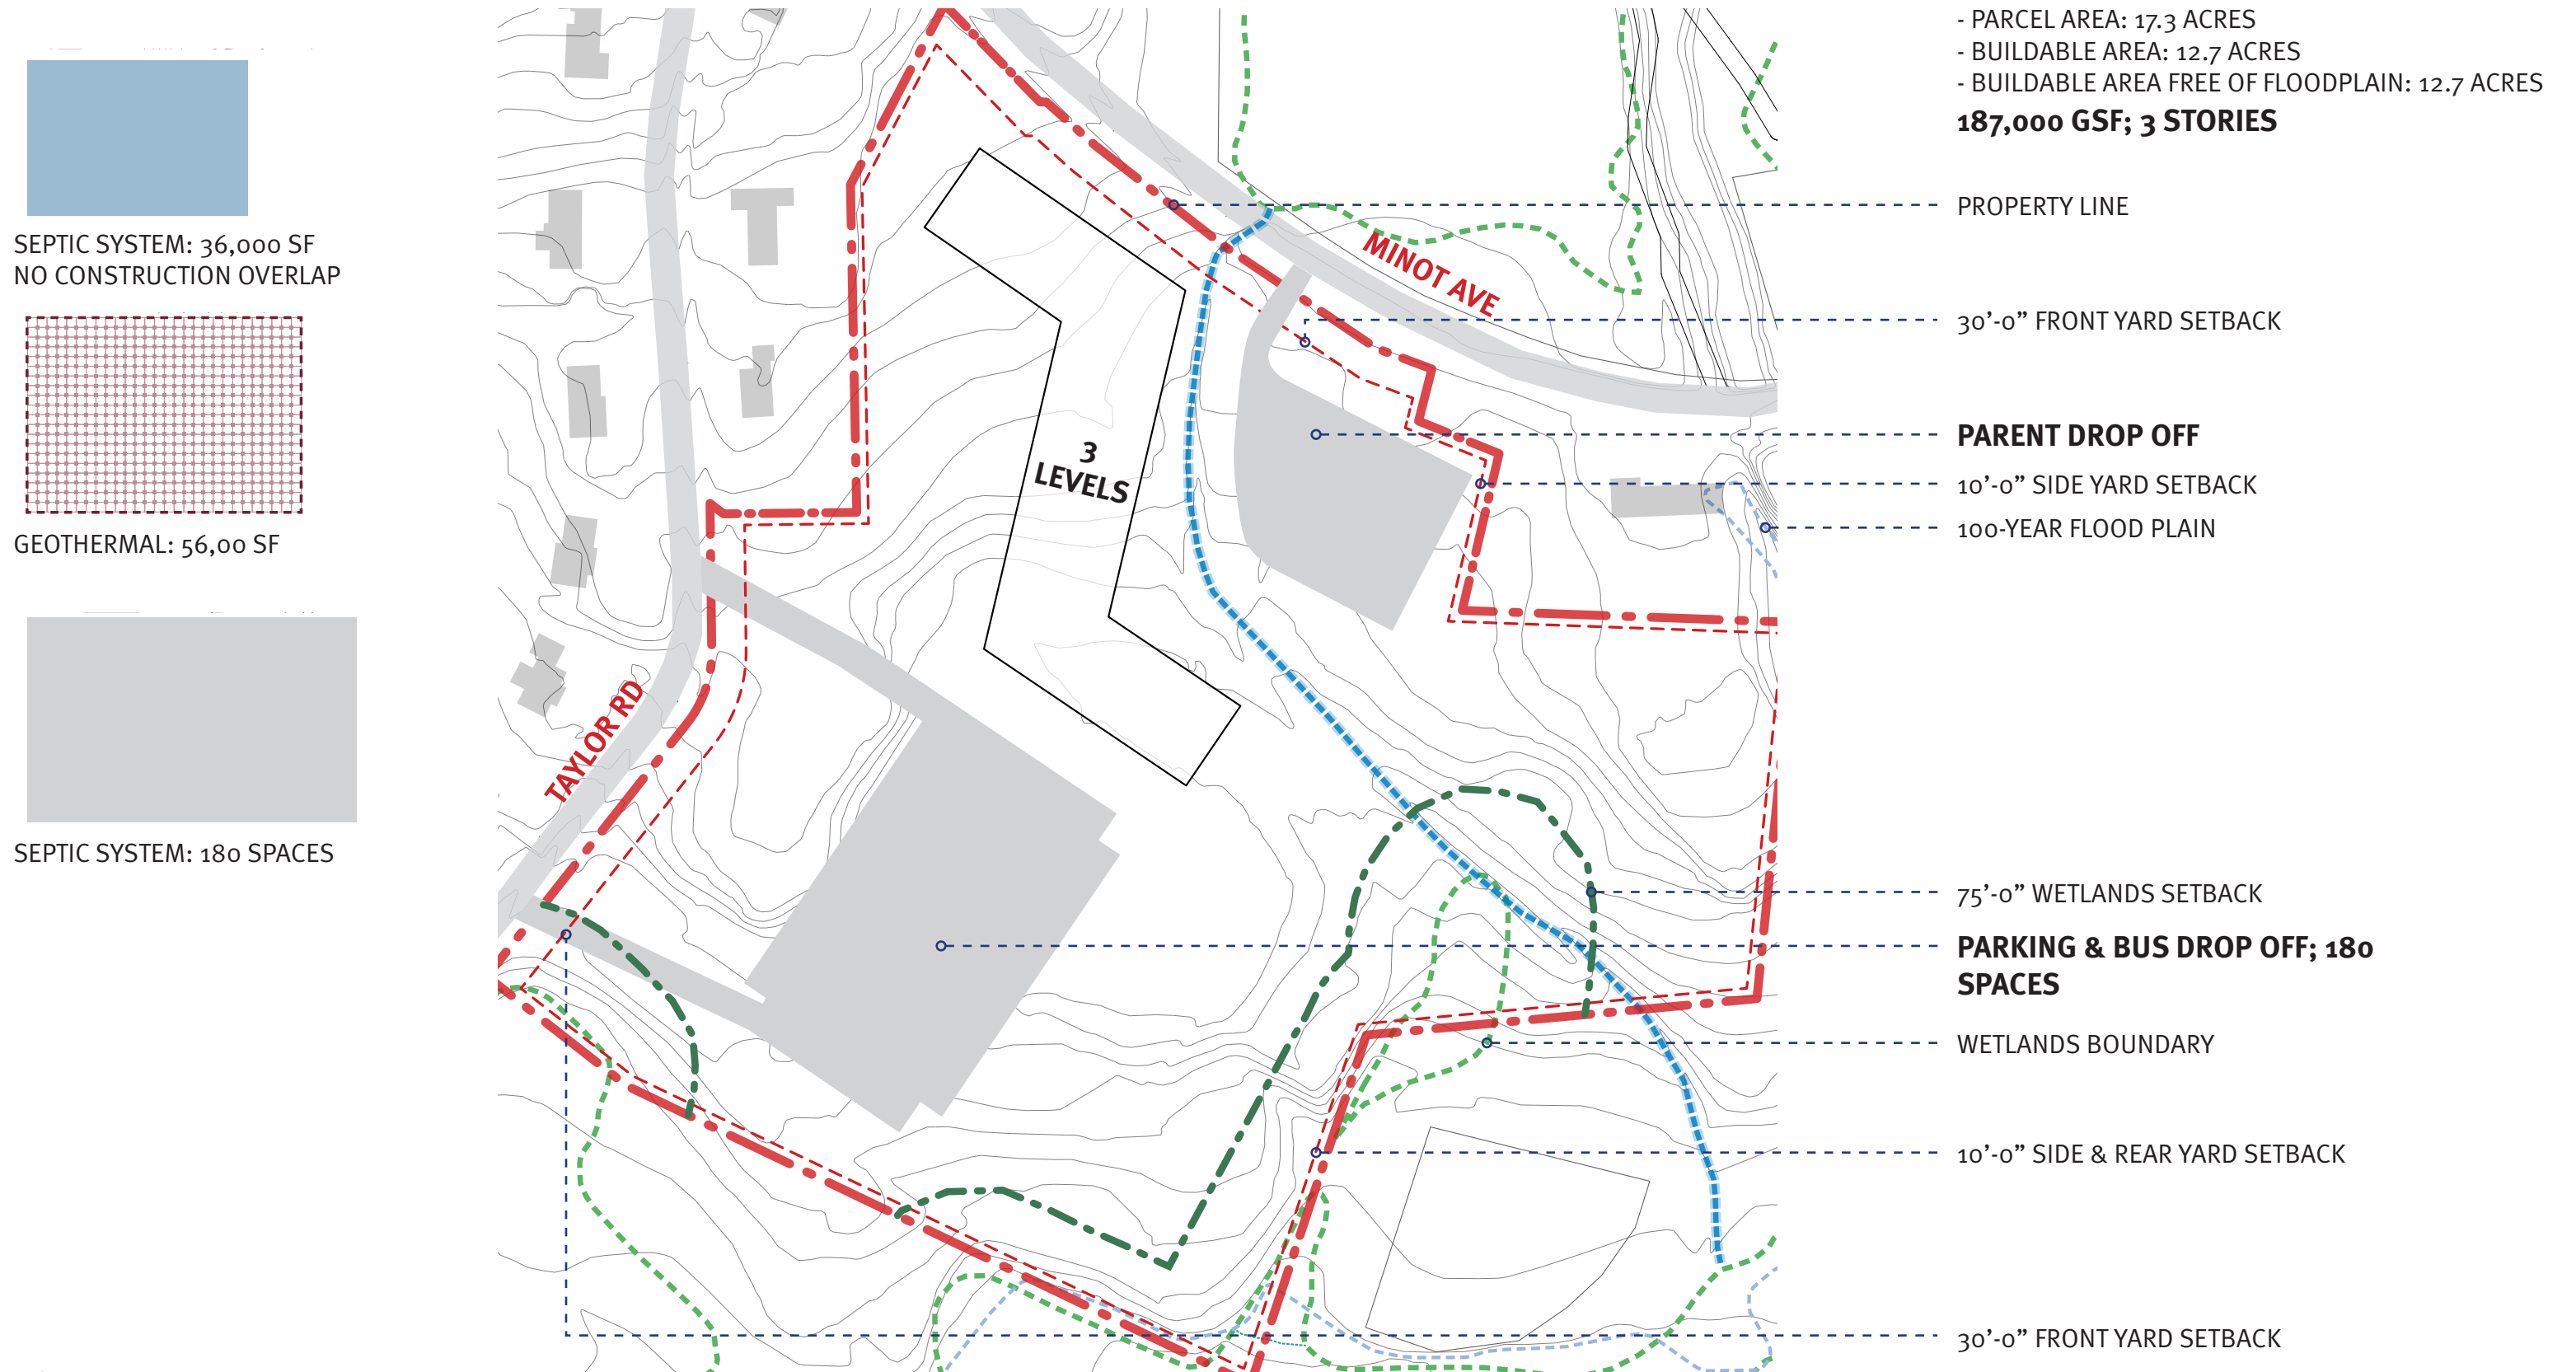 SEPTIC SYSTEM: 36,000 SF
NO CONSTRUCTION OVERLAP
GEOTHERMAL: 56,00 SF
SEPTIC SYSTEM: 180 SPACES
MINOT AVE
3
LEVELS
TAYLOR RD
- PARCEL AREA: 17.3 ACRES
- BUILDABLE AREA: 12.7 ACRES
- BUILDABLE AREA FREE OF FLOODPLAIN: 12.7 ACRES
187,000 GSF; 3 STORIES
PROPERTY LINE
30’-0” FRONT YARD SETBACK
PARENT DROP OFF
10’-0” SIDE YARD SETBACK
100-YEAR FLOOD PLAIN
75’-0” WETLANDS SETBACK
PARKING & BUS DROP OFF; 180
SPACES
WETLANDS BOUNDARY
10’-0” SIDE & REAR YARD SETBACK
30’-0” FRONT YARD SETBACK